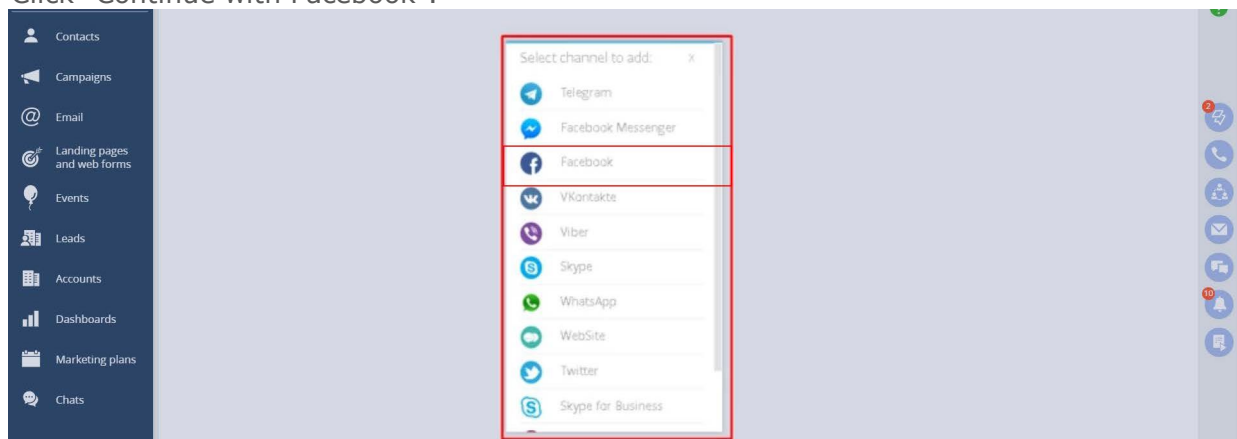 Click "Continue with Facebook".
Contacts
Campaigns
Email
Landing pages
and web forms
Events
Leads
Accounts
Dashboards
Marketing plans
Chats
Select channel to add: X
Telegram
Facebook Messenger
Facebook
VKontakte
Viber
Skype
WhatsApp
WebSite
Twitter
Skype for Business
2
10